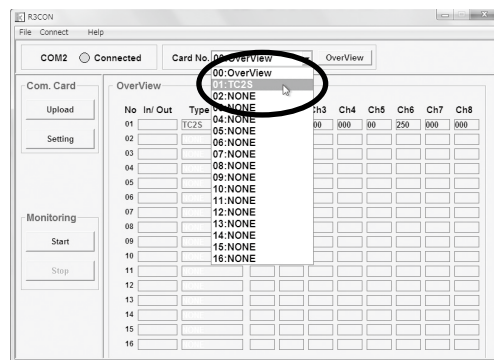 R3CON
File Connect Help
COM2 Connected Card No. 00:OverView OverView
00:OverView
01:TC2S
02:NONE
03:NONE
04:NONE
05:NONE
06:NONE
07:NONE
08:NONE
09:NONE
10:NONE
11:NONE
12:NONE
13:NONE
14:NONE
15:NONE
16:NONE
Com. Card
Upload
Setting
Monitoring
Start
Stop
OverView
No In/ Out Type Ch3 Ch4 Ch5 Ch6 Ch7 Ch8
01 TC2S 00 000 00 250 000 000
02
03
04
05
06
07
08
09
10
11
12
13
14
15
16